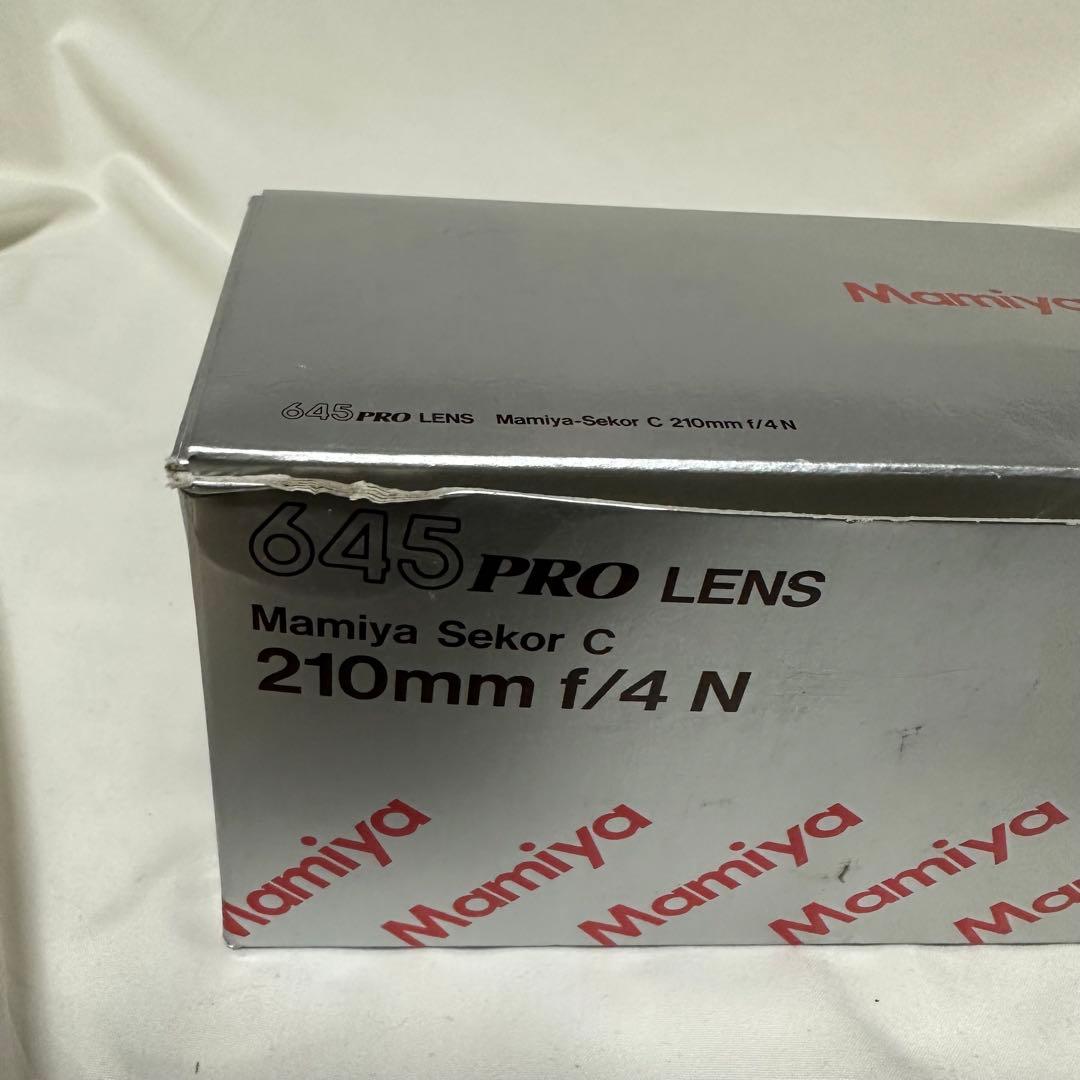 Mamiya
645 PRO LENS Mamiya-Sekor C 210mm f/4 N
645 PRO LENS
Mamiya Sekor C
210mm f/4 N
Mamiya Mamiya Mamiya Mamiya Ma